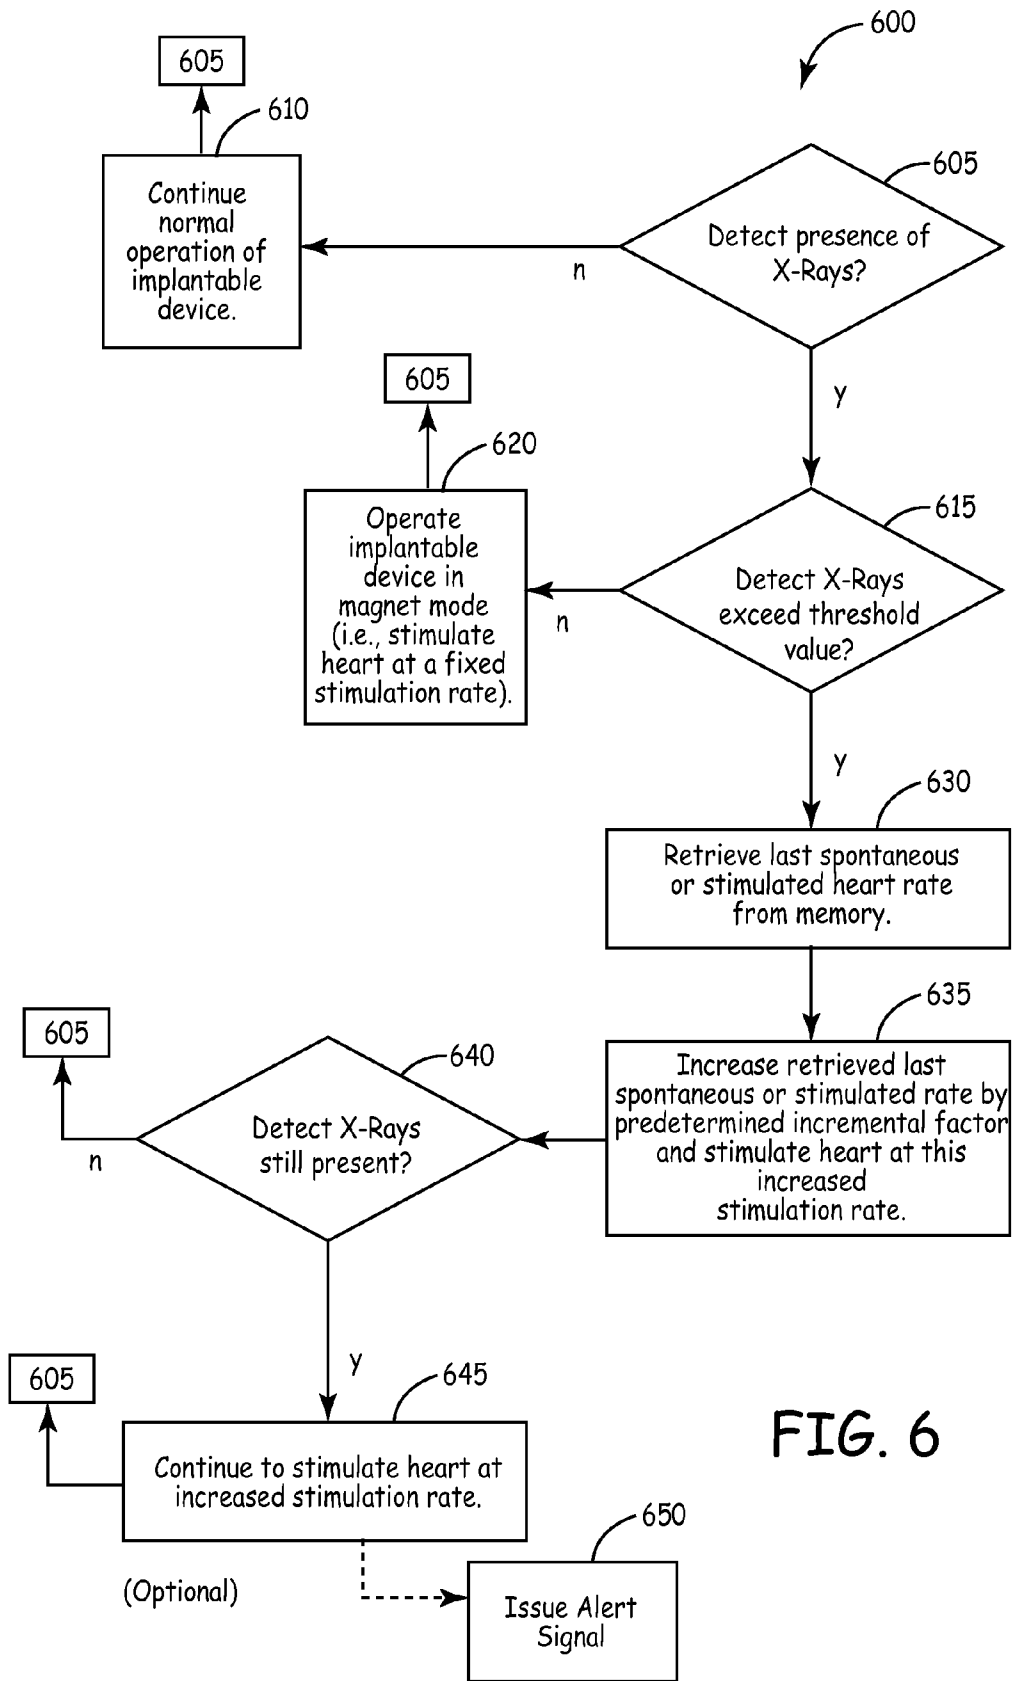 600
605
610
605
Continue
normal
operation of
implantable
device.
Detect presence of
X-Rays?
n
y
605
620
615
Operate
implantable
device in
magnet mode
(i.e., stimulate
heart at a fixed
stimulation rate).
Detect X-Rays
exceed threshold
value?
n
y
630
Retrieve last spontaneous
or stimulated heart rate
from memory.
635
605
640
Increase retrieved last
spontaneous or stimulated rate by
predetermined incremental factor
and stimulate heart at this
increased
stimulation rate.
Detect X-Rays
still present?
n
y
605
645
Continue to stimulate heart at
increased stimulation rate.
FIG. 6
650
(Optional)
Issue Alert
Signal